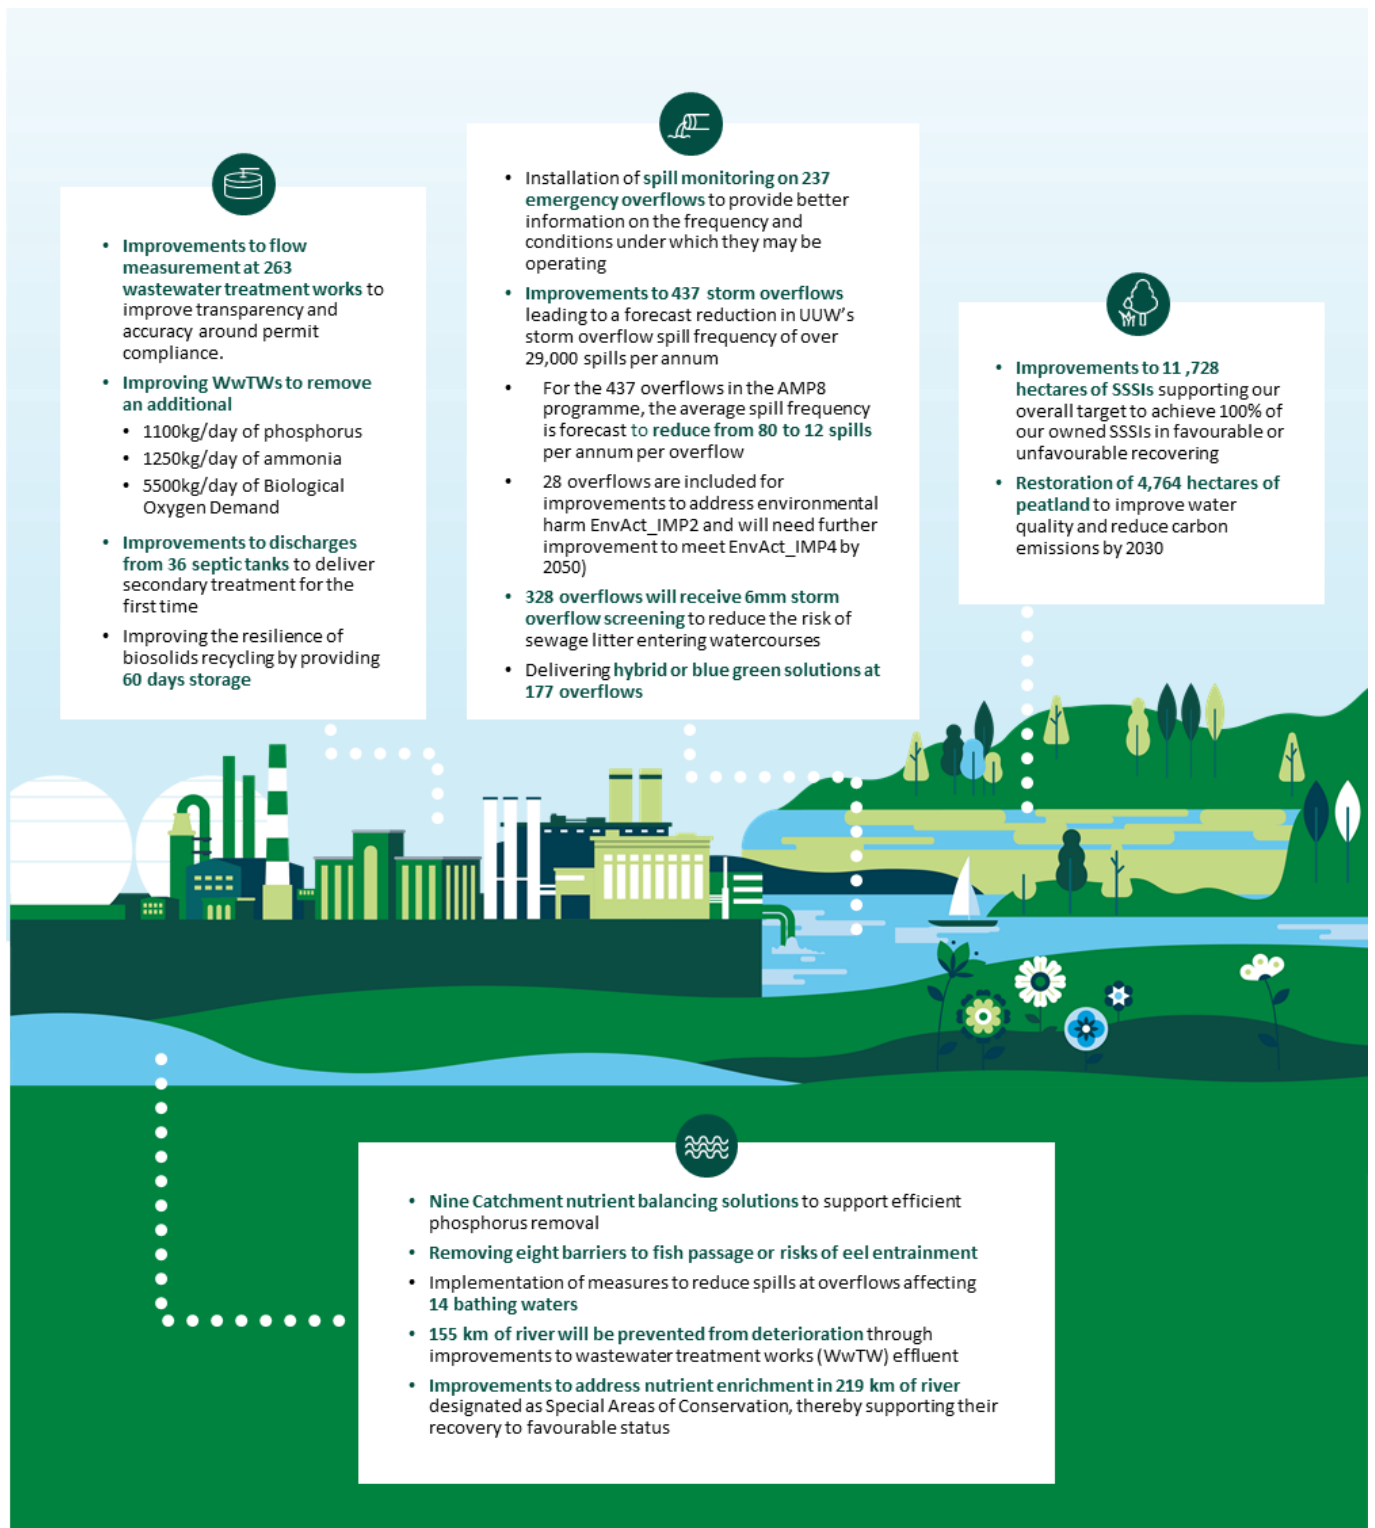 • Improvements to flow
measurement at 263
wastewater treatment works to
improve transparency and
accuracy around permit
compliance.
• Improving WwTWs to remove
an additional
• 1100kg/day of phosphorus
• 1250kg/day of ammonia
• 5500kg/day of Biological
Oxygen Demand
• Improvements to discharges
from 36 septic tanks to deliver
secondary treatment for the
first time
• Improving the resilience of
biosolids recycling by providing
60 days storage
• Installation of spill monitoring on 237
emergency overflows to provide better
information on the frequency and
conditions under which they may be
operating
• Improvements to 437 storm overflows
leading to a forecast reduction in UUW's
storm overflow spill frequency of over
29,000 spills per annum
• For the 437 overflows in the AMP8
programme, the average spill frequency
is forecast to reduce from 80 to 12 spills
per annum per overflow
• 28 overflows are included for
improvements to address environmental
harm EnvAct_IMP2 and will need further
improvement to meet EnvAct_IMP4 by
2050)
• 328 overflows will receive 6mm storm
overflow screening to reduce the risk of
sewage litter entering watercourses
• Delivering hybrid or blue green solutions at
177 overflows
• Improvements to 11 ,728
hectares of SSSIs supporting our
overall target to achieve 100% of
our owned SSSIs in favourable or
unfavourable recovering
• Restoration of 4,764 hectares of
peatland to improve water
quality and reduce carbon
emissions by 2030
• Nine Catchment nutrient balancing solutions to support efficient
phosphorus removal
• Removing eight barriers to fish passage or risks of eel entrainment
• Implementation of measures to reduce spills at overflows affecting
14 bathing waters
• 155 km of river will be prevented from deterioration through
improvements to wastewater treatment works (WwTW) effluent
• Improvements to address nutrient enrichment in 219 km of river
designated as Special Areas of Conservation, thereby supporting their
recovery to favourable status